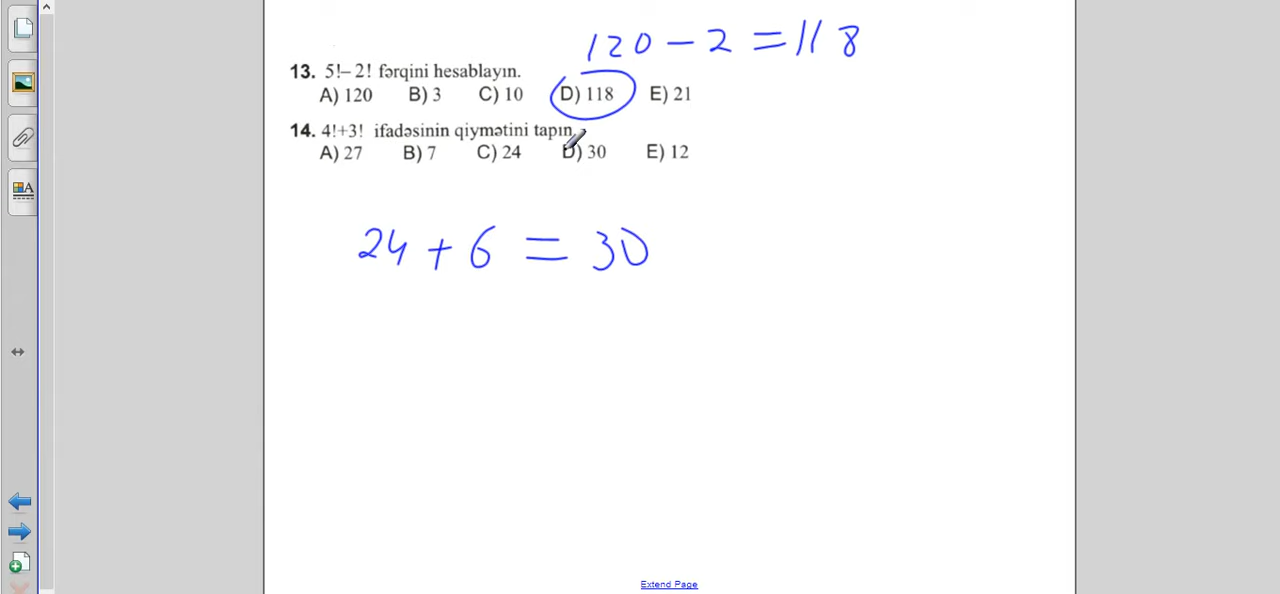 120 - 2 = 118
13. 5!– 2! fərqini hesablayın.
A) 120 B) 3 C) 10 D) 118 E) 21
14. 4!+3! ifadəsinin qiymətini tapın.
A) 27 B) 7 C) 24 D) 30 E) 12
24 + 6 = 30
Extend Page